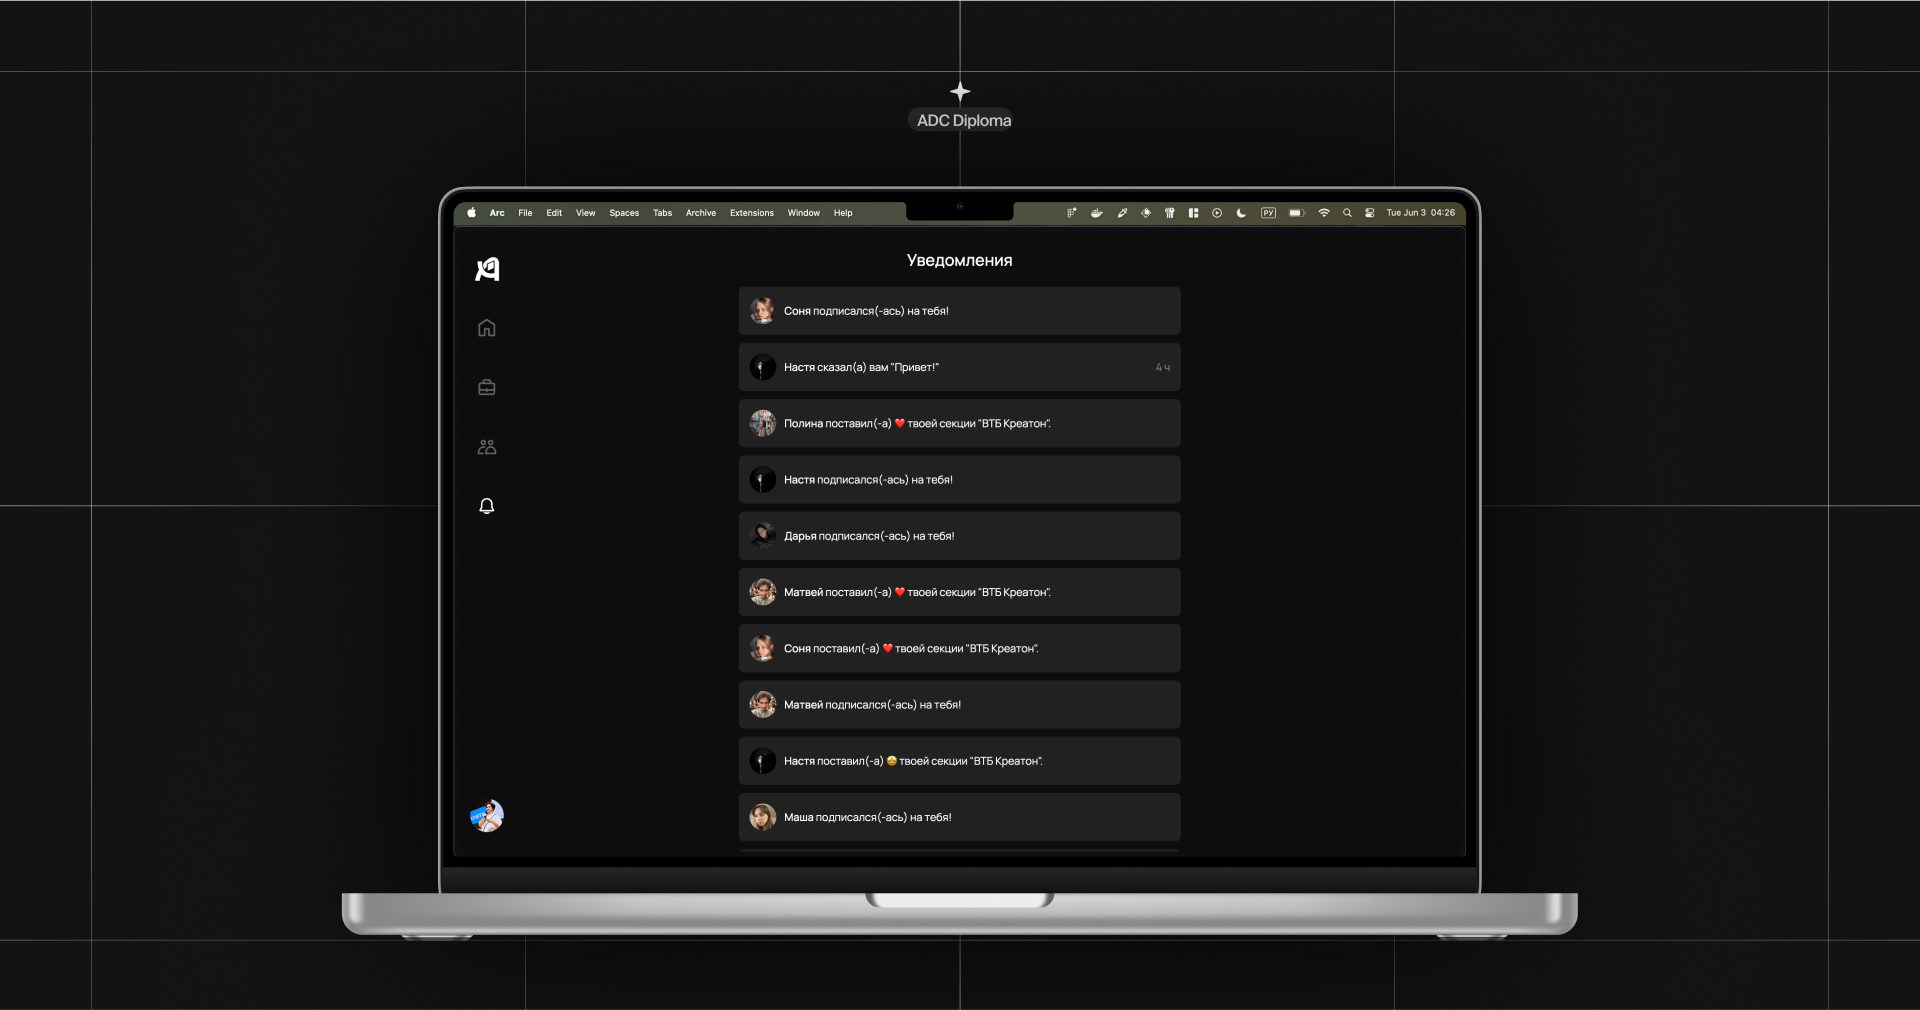 ADC Diploma
Arc File Edit View Spaces Tabs Archive Extensions Window Help РУ Tue Jun 3 04:26
Уведомления
Соня подписался(-ась) на тебя!
Настя сказал(а) вам "Привет!" 4 ч
Полина поставил(-а) ❤️ твоей секции "ВТБ Креатон".
Настя подписался(-ась) на тебя!
Дарья подписался(-ась) на тебя!
Матвей поставил(-а) ❤️ твоей секции "ВТБ Креатон".
Соня поставил(-а) ❤️ твоей секции "ВТБ Креатон".
Матвей подписался(-ась) на тебя!
Настя поставил(-а) 🤩 твоей секции "ВТБ Креатон".
Маша подписался(-ась) на тебя!